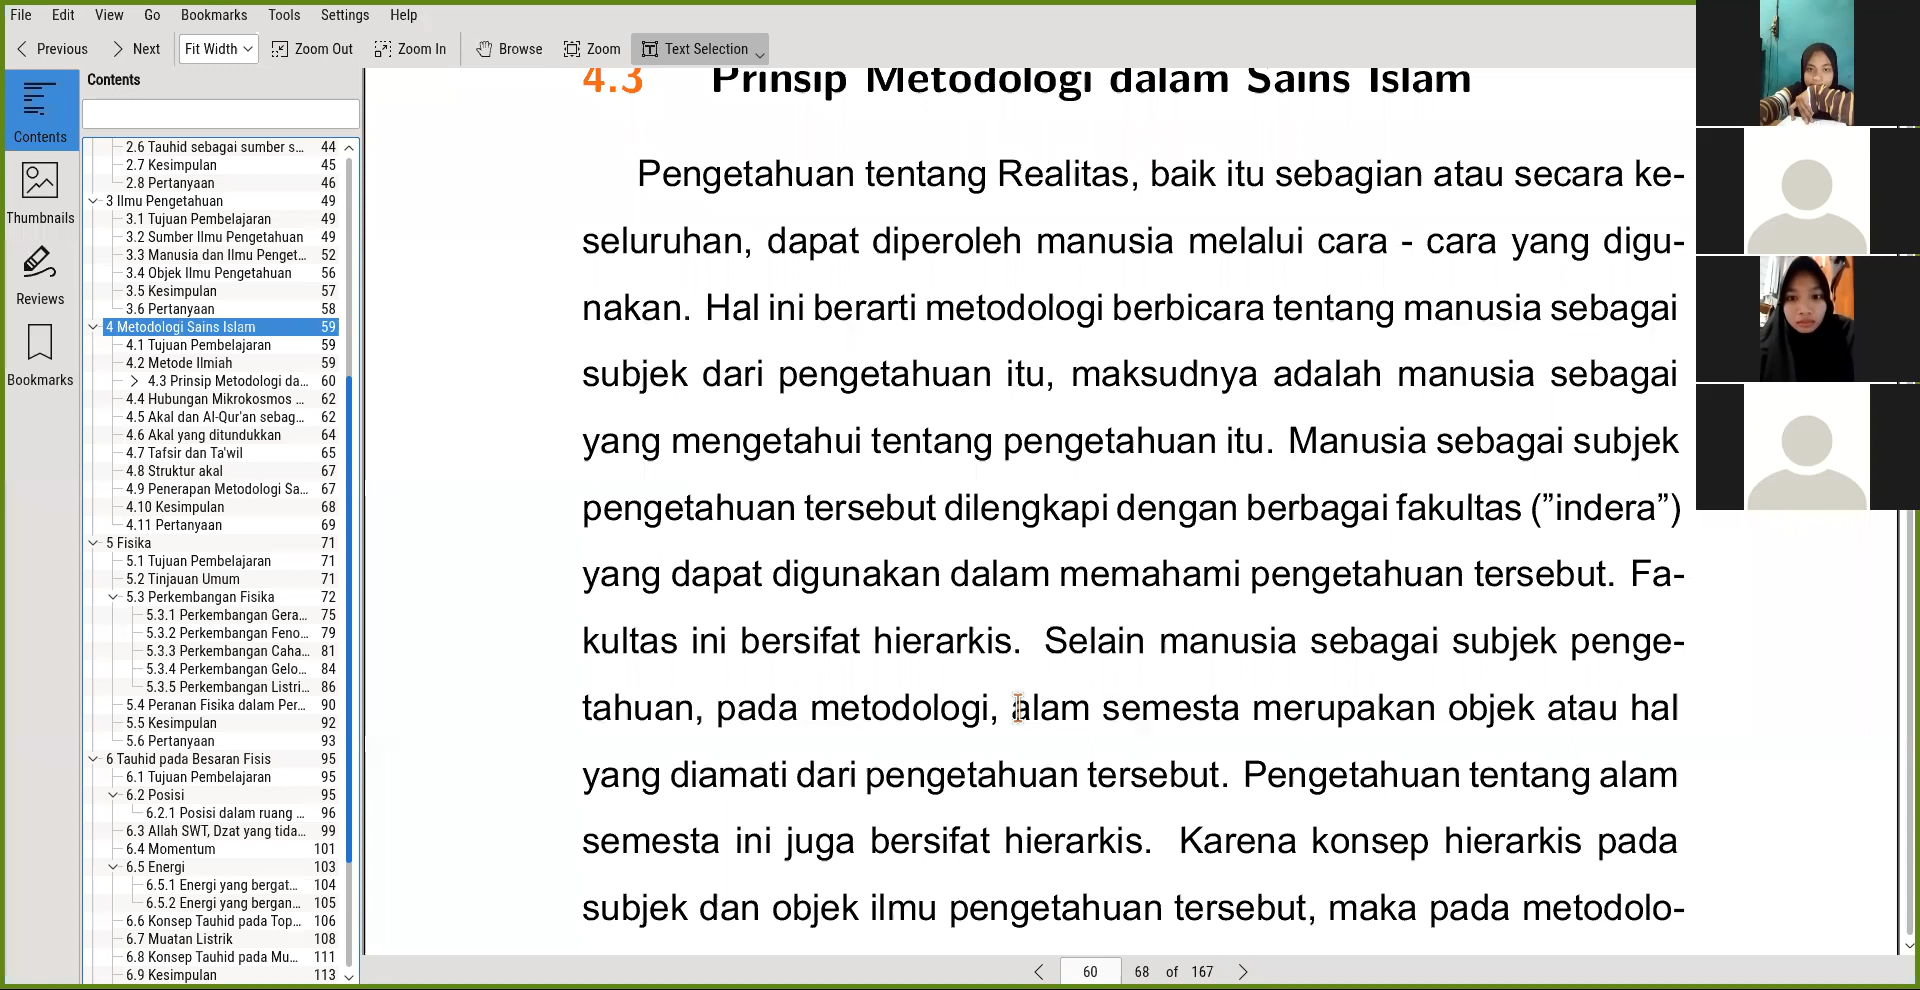 File Edit View Go Bookmarks Tools Settings Help
Previous Next Fit Width Zoom Out Zoom In Browse Zoom Text Selection
Contents
Contents
Thumbnails
Reviews
Bookmarks
2.6 Tauhid sebagai sumber s... 44
2.7 Kesimpulan 45
2.8 Pertanyaan 46
3 Ilmu Pengetahuan 49
3.1 Tujuan Pembelajaran 49
3.2 Sumber Ilmu Pengetahuan 49
3.3 Manusia dan Ilmu Penget... 52
3.4 Objek Ilmu Pengetahuan 56
3.5 Kesimpulan 57
3.6 Pertanyaan 58
4 Metodologi Sains Islam 59
4.1 Tujuan Pembelajaran 59
4.2 Metode Ilmiah 59
4.3 Prinsip Metodologi da... 60
4.4 Hubungan Mikrokosmos ... 62
4.5 Akal dan Al-Qur'an sebag... 62
4.6 Akal yang ditundukkan 64
4.7 Tafsir dan Ta'wil 65
4.8 Struktur akal 67
4.9 Penerapan Metodologi Sa... 67
4.10 Kesimpulan 68
4.11 Pertanyaan 69
5 Fisika 71
5.1 Tujuan Pembelajaran 71
5.2 Tinjauan Umum 71
5.3 Perkembangan Fisika 72
5.3.1 Perkembangan Gera... 75
5.3.2 Perkembangan Feno... 79
5.3.3 Perkembangan Caha... 81
5.3.4 Perkembangan Gelo... 84
5.3.5 Perkembangan Listri... 86
5.4 Peranan Fisika dalam Per... 90
5.5 Kesimpulan 92
5.6 Pertanyaan 93
6 Tauhid pada Besaran Fisis 95
6.1 Tujuan Pembelajaran 95
6.2 Posisi 95
6.2.1 Posisi dalam ruang ... 96
6.3 Allah SWT, Dzat yang tida... 99
6.4 Momentum 101
6.5 Energi 103
6.5.1 Energi yang bergat... 104
6.5.2 Energi yang bergan... 105
6.6 Konsep Tauhid pada Top... 106
6.7 Muatan Listrik 108
6.8 Konsep Tauhid pada Mu... 111
6.9 Kesimpulan 113
4.3 Prinsip Metodologi dalam Sains Islam
Pengetahuan tentang Realitas, baik itu sebagian atau secara ke-
seluruhan, dapat diperoleh manusia melalui cara - cara yang digu-
nakan. Hal ini berarti metodologi berbicara tentang manusia sebagai
subjek dari pengetahuan itu, maksudnya adalah manusia sebagai
yang mengetahui tentang pengetahuan itu. Manusia sebagai subjek
pengetahuan tersebut dilengkapi dengan berbagai fakultas (”indera”)
yang dapat digunakan dalam memahami pengetahuan tersebut. Fa-
kultas ini bersifat hierarkis. Selain manusia sebagai subjek penge-
tahuan, pada metodologi, alam semesta merupakan objek atau hal
yang diamati dari pengetahuan tersebut. Pengetahuan tentang alam
semesta ini juga bersifat hierarkis. Karena konsep hierarkis pada
subjek dan objek ilmu pengetahuan tersebut, maka pada metodolo-
60 68 of 167